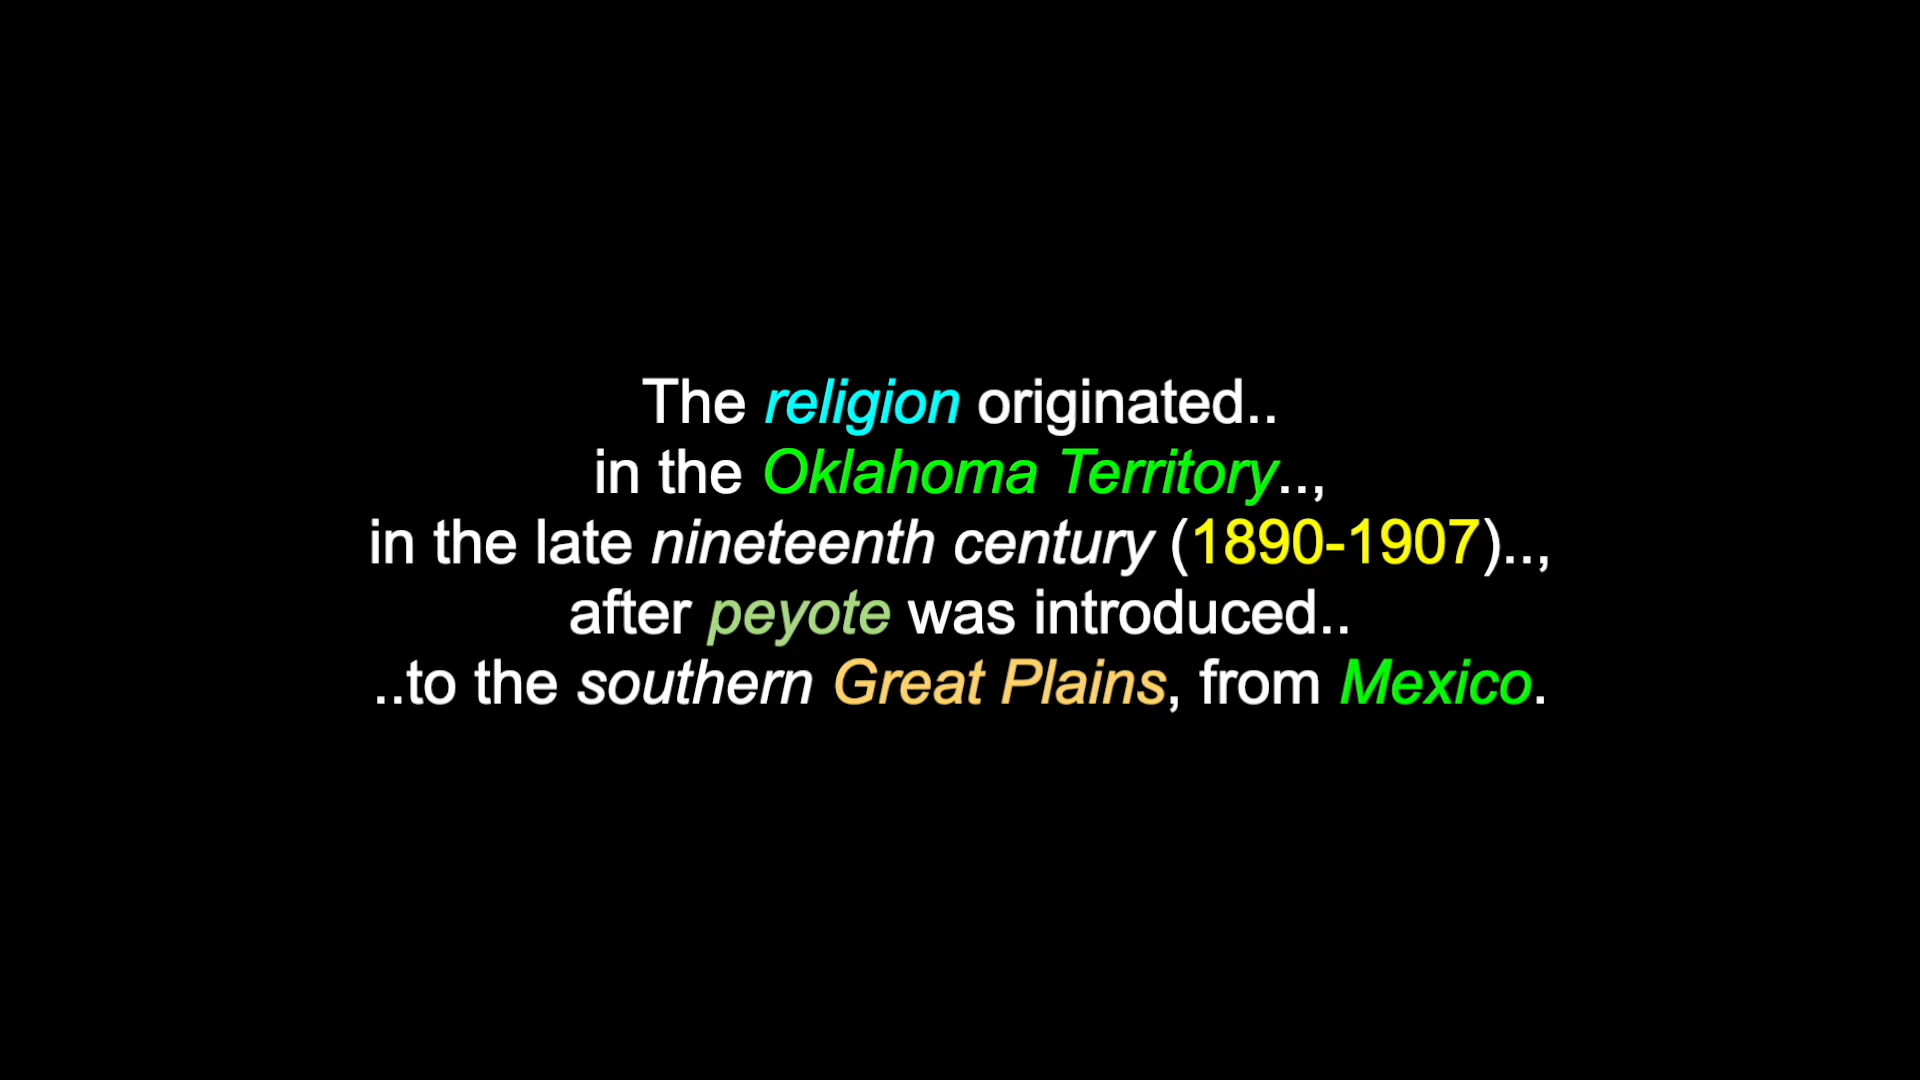 The religion originated..
in the Oklahoma Territory..,
in the late nineteenth century (1890-1907)..,
after peyote was introduced..
..to the southern Great Plains, from Mexico.